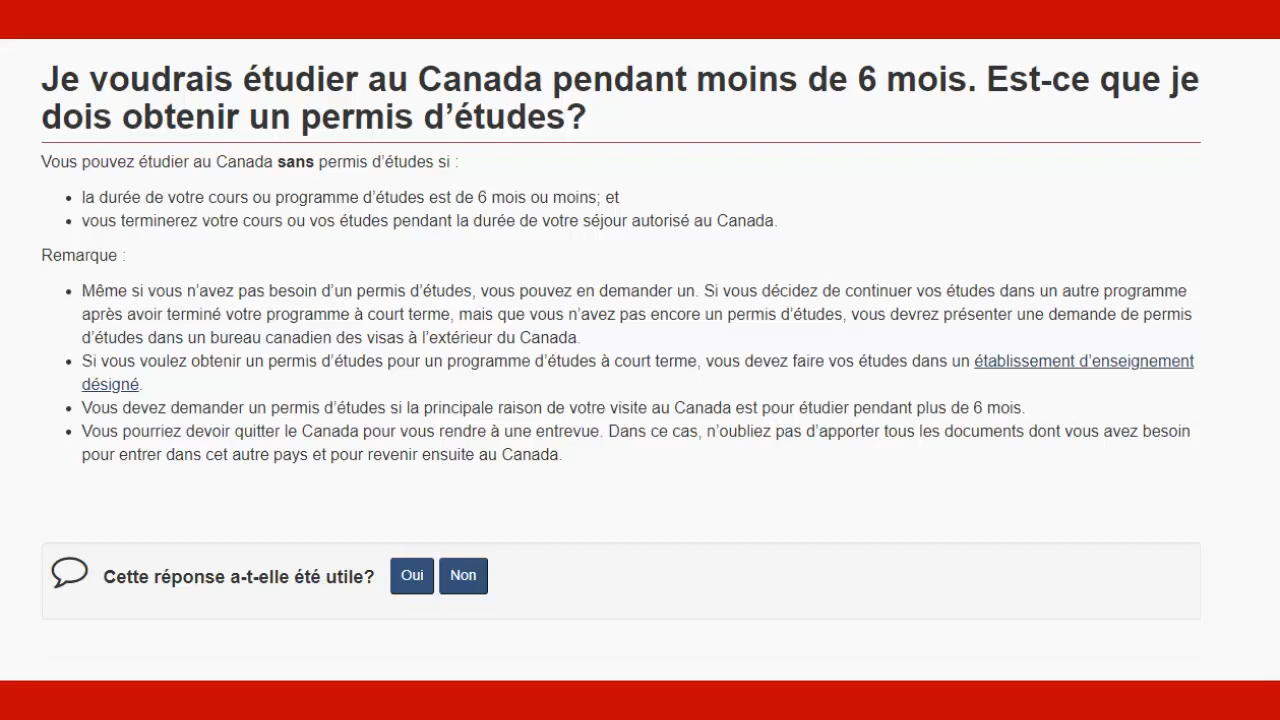 Je voudrais étudier au Canada pendant moins de 6 mois. Est-ce que je
dois obtenir un permis d’études?
Vous pouvez étudier au Canada sans permis d’études si :
• la durée de votre cours ou programme d’études est de 6 mois ou moins; et
• vous terminerez votre cours ou vos études pendant la durée de votre séjour autorisé au Canada.
Remarque :
• Même si vous n’avez pas besoin d’un permis d’études, vous pouvez en demander un. Si vous décidez de continuer vos études dans un autre programme
après avoir terminé votre programme à court terme, mais que vous n’avez pas encore un permis d’études, vous devrez présenter une demande de permis
d’études dans un bureau canadien des visas à l’extérieur du Canada.
• Si vous voulez obtenir un permis d’études pour un programme d’études à court terme, vous devez faire vos études dans un établissement d’enseignement
désigné.
• Vous devez demander un permis d’études si la principale raison de votre visite au Canada est pour étudier pendant plus de 6 mois.
• Vous pourriez devoir quitter le Canada pour vous rendre à une entrevue. Dans ce cas, n’oubliez pas d’apporter tous les documents dont vous avez besoin
pour entrer dans cet autre pays et pour revenir ensuite au Canada.
Cette réponse a-t-elle été utile? Oui Non